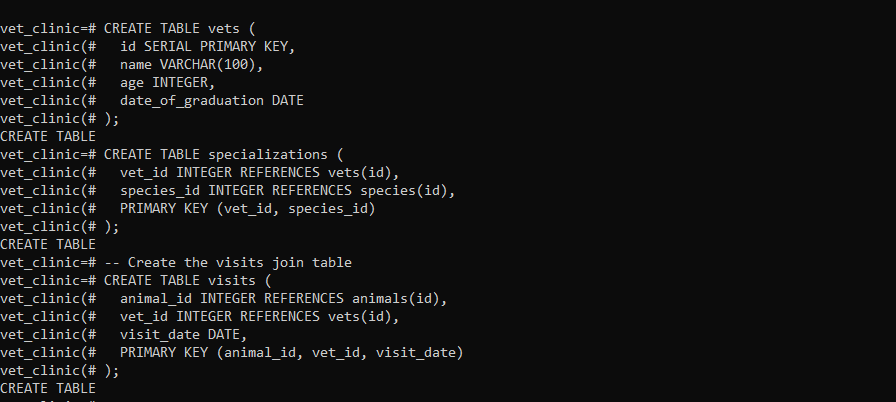 vet_clinic=# CREATE TABLE vets (
vet_clinic(#   id SERIAL PRIMARY KEY,
vet_clinic(#   name VARCHAR(100),
vet_clinic(#   age INTEGER,
vet_clinic(#   date_of_graduation DATE
vet_clinic(# );
CREATE TABLE
vet_clinic=# CREATE TABLE specializations (
vet_clinic(#   vet_id INTEGER REFERENCES vets(id),
vet_clinic(#   species_id INTEGER REFERENCES species(id),
vet_clinic(#   PRIMARY KEY (vet_id, species_id)
vet_clinic(# );
CREATE TABLE
vet_clinic=# -- Create the visits join table
vet_clinic=# CREATE TABLE visits (
vet_clinic(#   animal_id INTEGER REFERENCES animals(id),
vet_clinic(#   vet_id INTEGER REFERENCES vets(id),
vet_clinic(#   visit_date DATE,
vet_clinic(#   PRIMARY KEY (animal_id, vet_id, visit_date)
vet_clinic(# );
CREATE TABLE